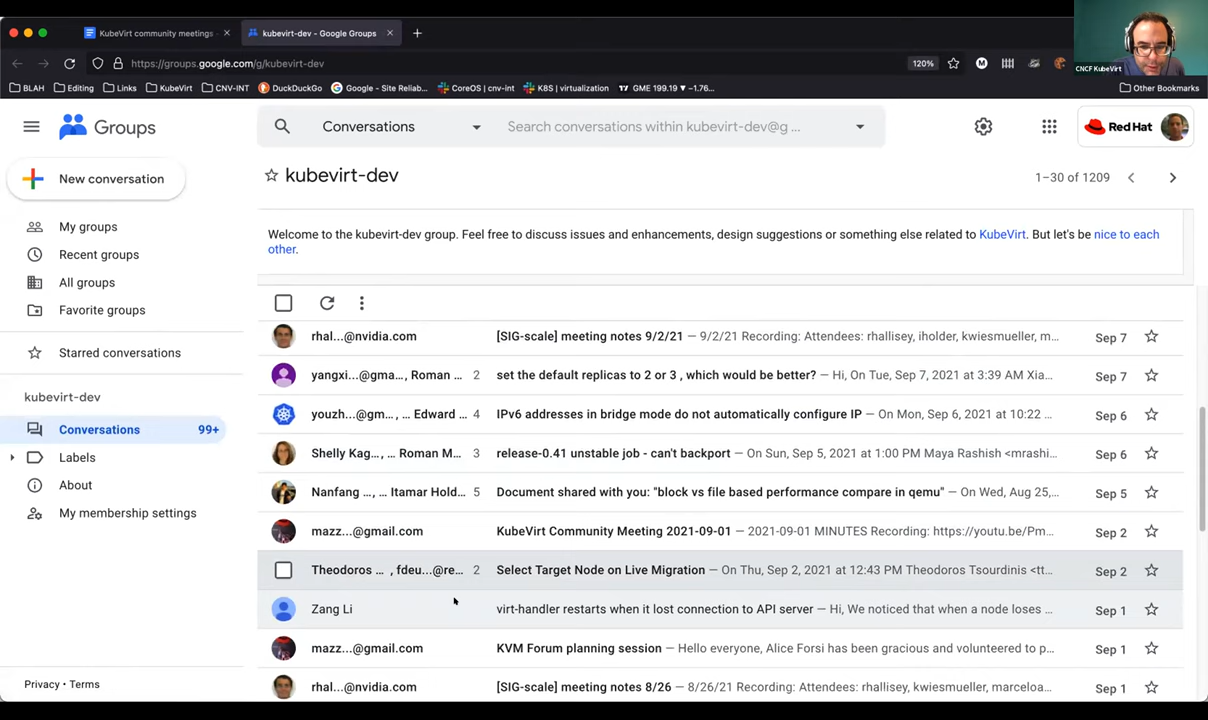 KubeVirt community meetings -
kubevirt-dev - Google Groups
CNCF KubeVirt
https://groups.google.com/g/kubevirt-dev
120%
BLAH
Editing
Links
KubeVirt
CNV-INT
DuckDuckGo
Google - Site Reliab...
CoreOS | cnv-int
K8S | virtualization
GME 199.19 ▼ −1.76...
Other Bookmarks
Groups
Conversations
Search conversations within kubevirt-dev@g ...
Red Hat
New conversation
kubevirt-dev
1–30 of 1209
My groups
Recent groups
All groups
Favorite groups
Starred conversations
kubevirt-dev
Conversations 99+
Labels
About
My membership settings
Privacy • Terms
Welcome to the kubevirt-dev group. Feel free to discuss issues and enhancements, design suggestions or something else related to KubeVirt. But let's be nice to each
other.
rhal...@nvidia.com [SIG-scale] meeting notes 9/2/21 — 9/2/21 Recording: Attendees: rhallisey, iholder, kwiesmueller, m... Sep 7
yangxi...@gma..., Roman ... 2 set the default replicas to 2 or 3 , which would be better? — Hi, On Tue, Sep 7, 2021 at 3:39 AM Xia... Sep 7
youzh...@gm..., ... Edward ... 4 IPv6 addresses in bridge mode do not automatically configure IP — On Mon, Sep 6, 2021 at 10:22 ... Sep 6
Shelly Kag..., ... Roman M... 3 release-0.41 unstable job - can't backport — On Sun, Sep 5, 2021 at 1:00 PM Maya Rashish <mrashi... Sep 6
Nanfang ..., ... Itamar Hold... 5 Document shared with you: "block vs file based performance compare in qemu" — On Wed, Aug 25,... Sep 5
mazz...@gmail.com KubeVirt Community Meeting 2021-09-01 — 2021-09-01 MINUTES Recording: https://youtu.be/Pm... Sep 2
Theodoros ... , fdeu...@re... 2 Select Target Node on Live Migration — On Thu, Sep 2, 2021 at 12:43 PM Theodoros Tsourdinis <tt... Sep 2
Zang Li virt-handler restarts when it lost connection to API server — Hi, We noticed that when a node loses ... Sep 1
mazz...@gmail.com KVM Forum planning session — Hello everyone, Alice Forsi has been gracious and volunteered to p... Sep 1
rhal...@nvidia.com [SIG-scale] meeting notes 8/26 — 8/26/21 Recording: Attendees: rhallisey, kwiesmueller, marceloa... Sep 1